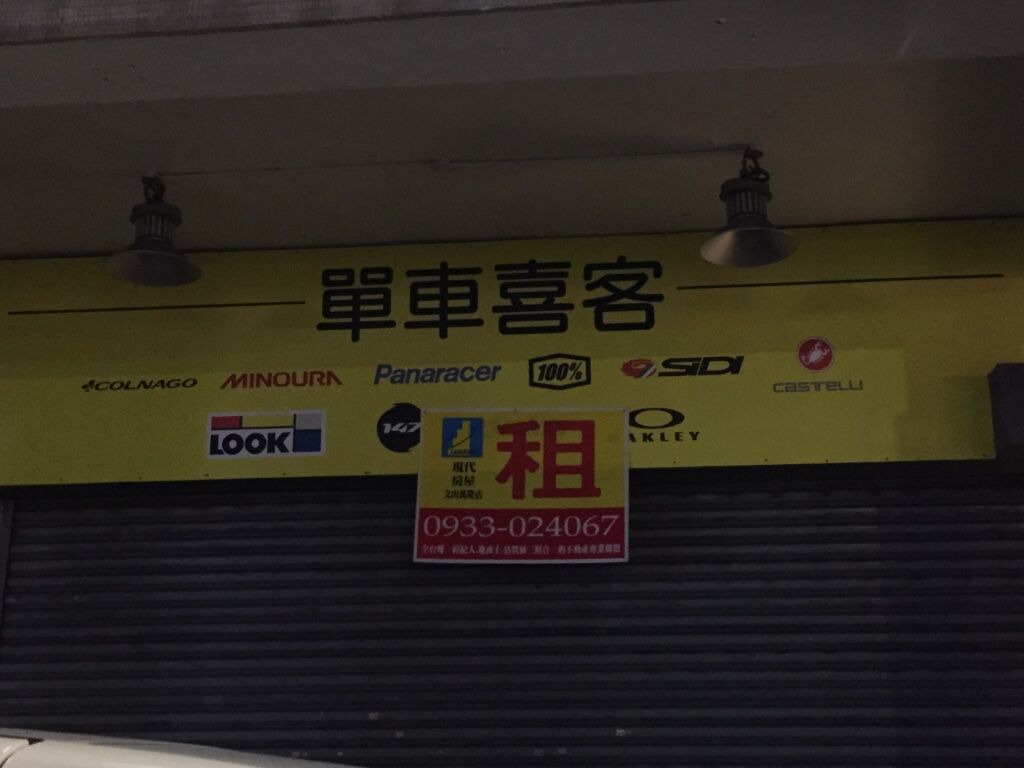 單車喜客
COLNAGO MINOURA Panaracer 100% SIDI
CASTELLI
LOOK 147 AKLEY
租
現代
房屋
0933-024067